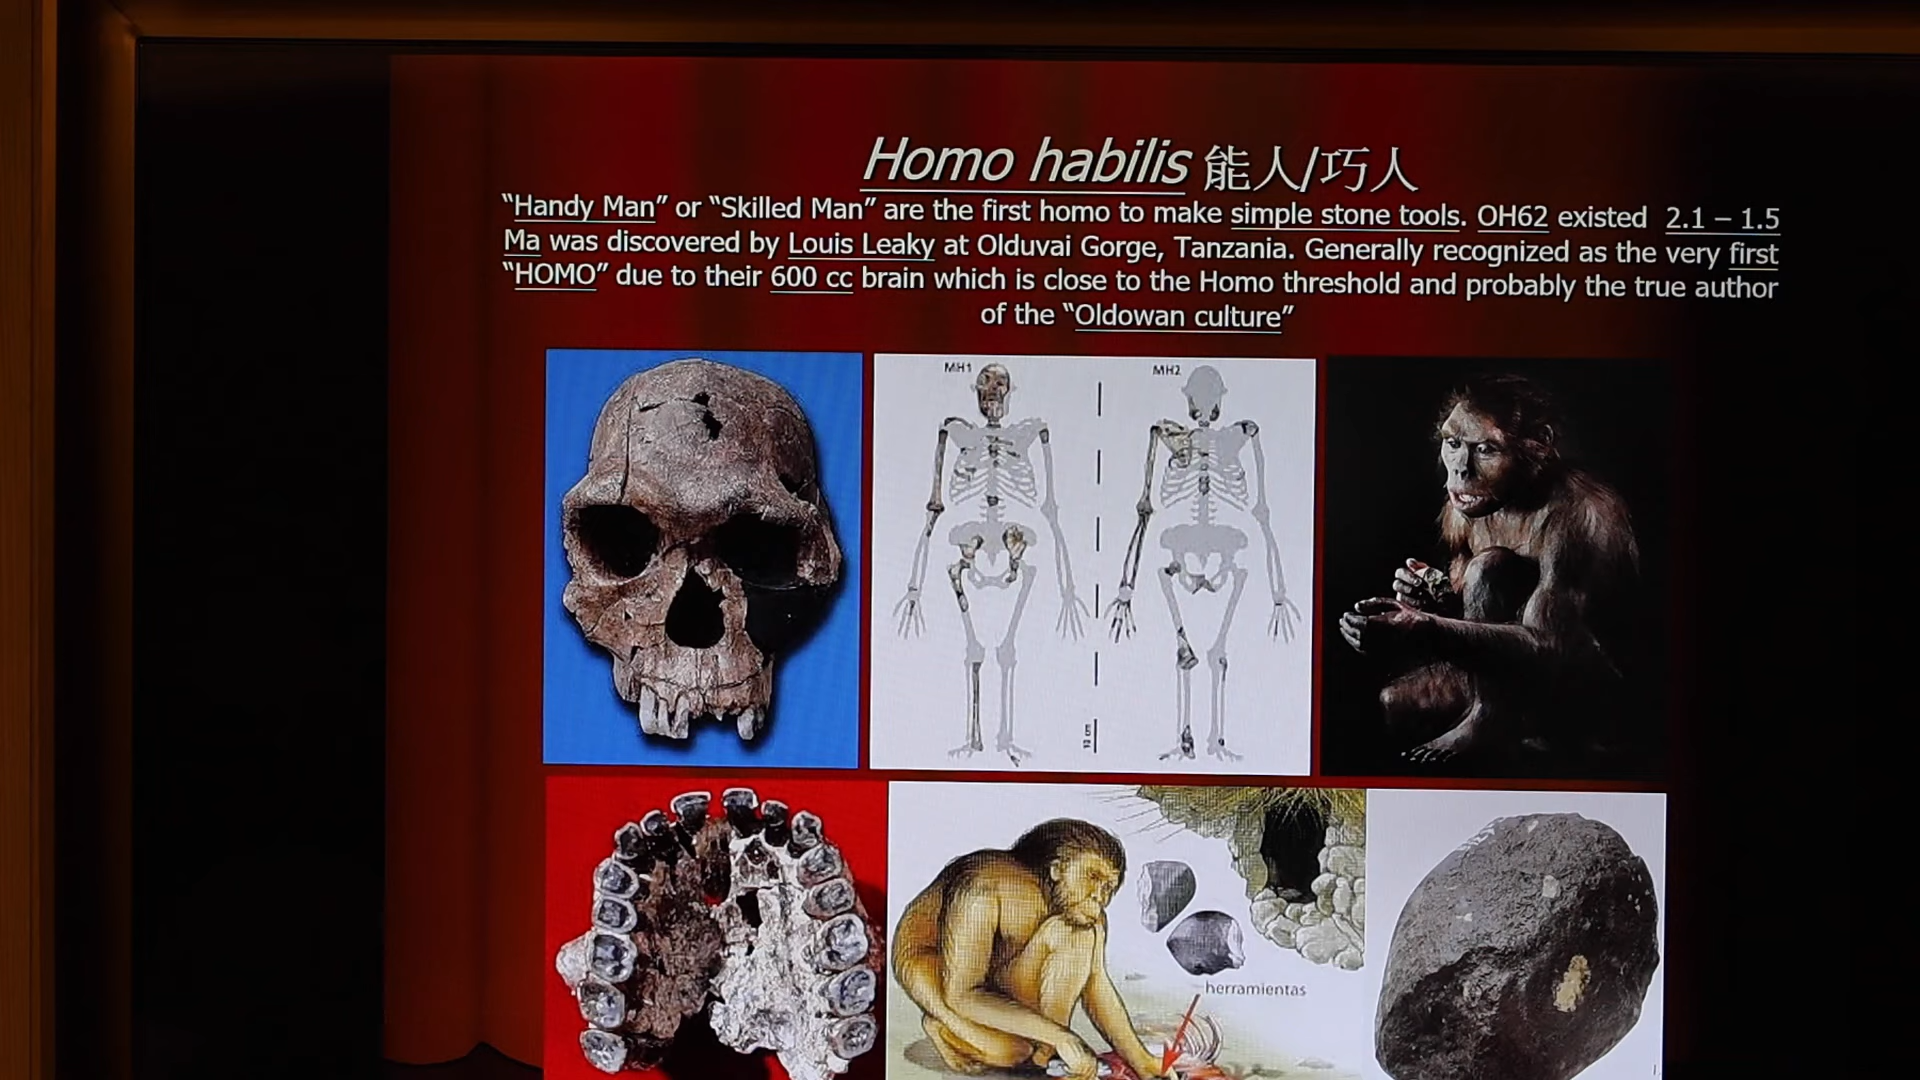 Homo habilis 能人/巧人
“Handy Man” or “Skilled Man” are the first homo to make simple stone tools. OH62 existed 2.1 – 1.5
Ma was discovered by Louis Leaky at Olduvai Gorge, Tanzania. Generally recognized as the very first
“HOMO” due to their 600 cc brain which is close to the Homo threshold and probably the true author
of the “Oldowan culture”
MH1
MH2
10 cm
herramientas